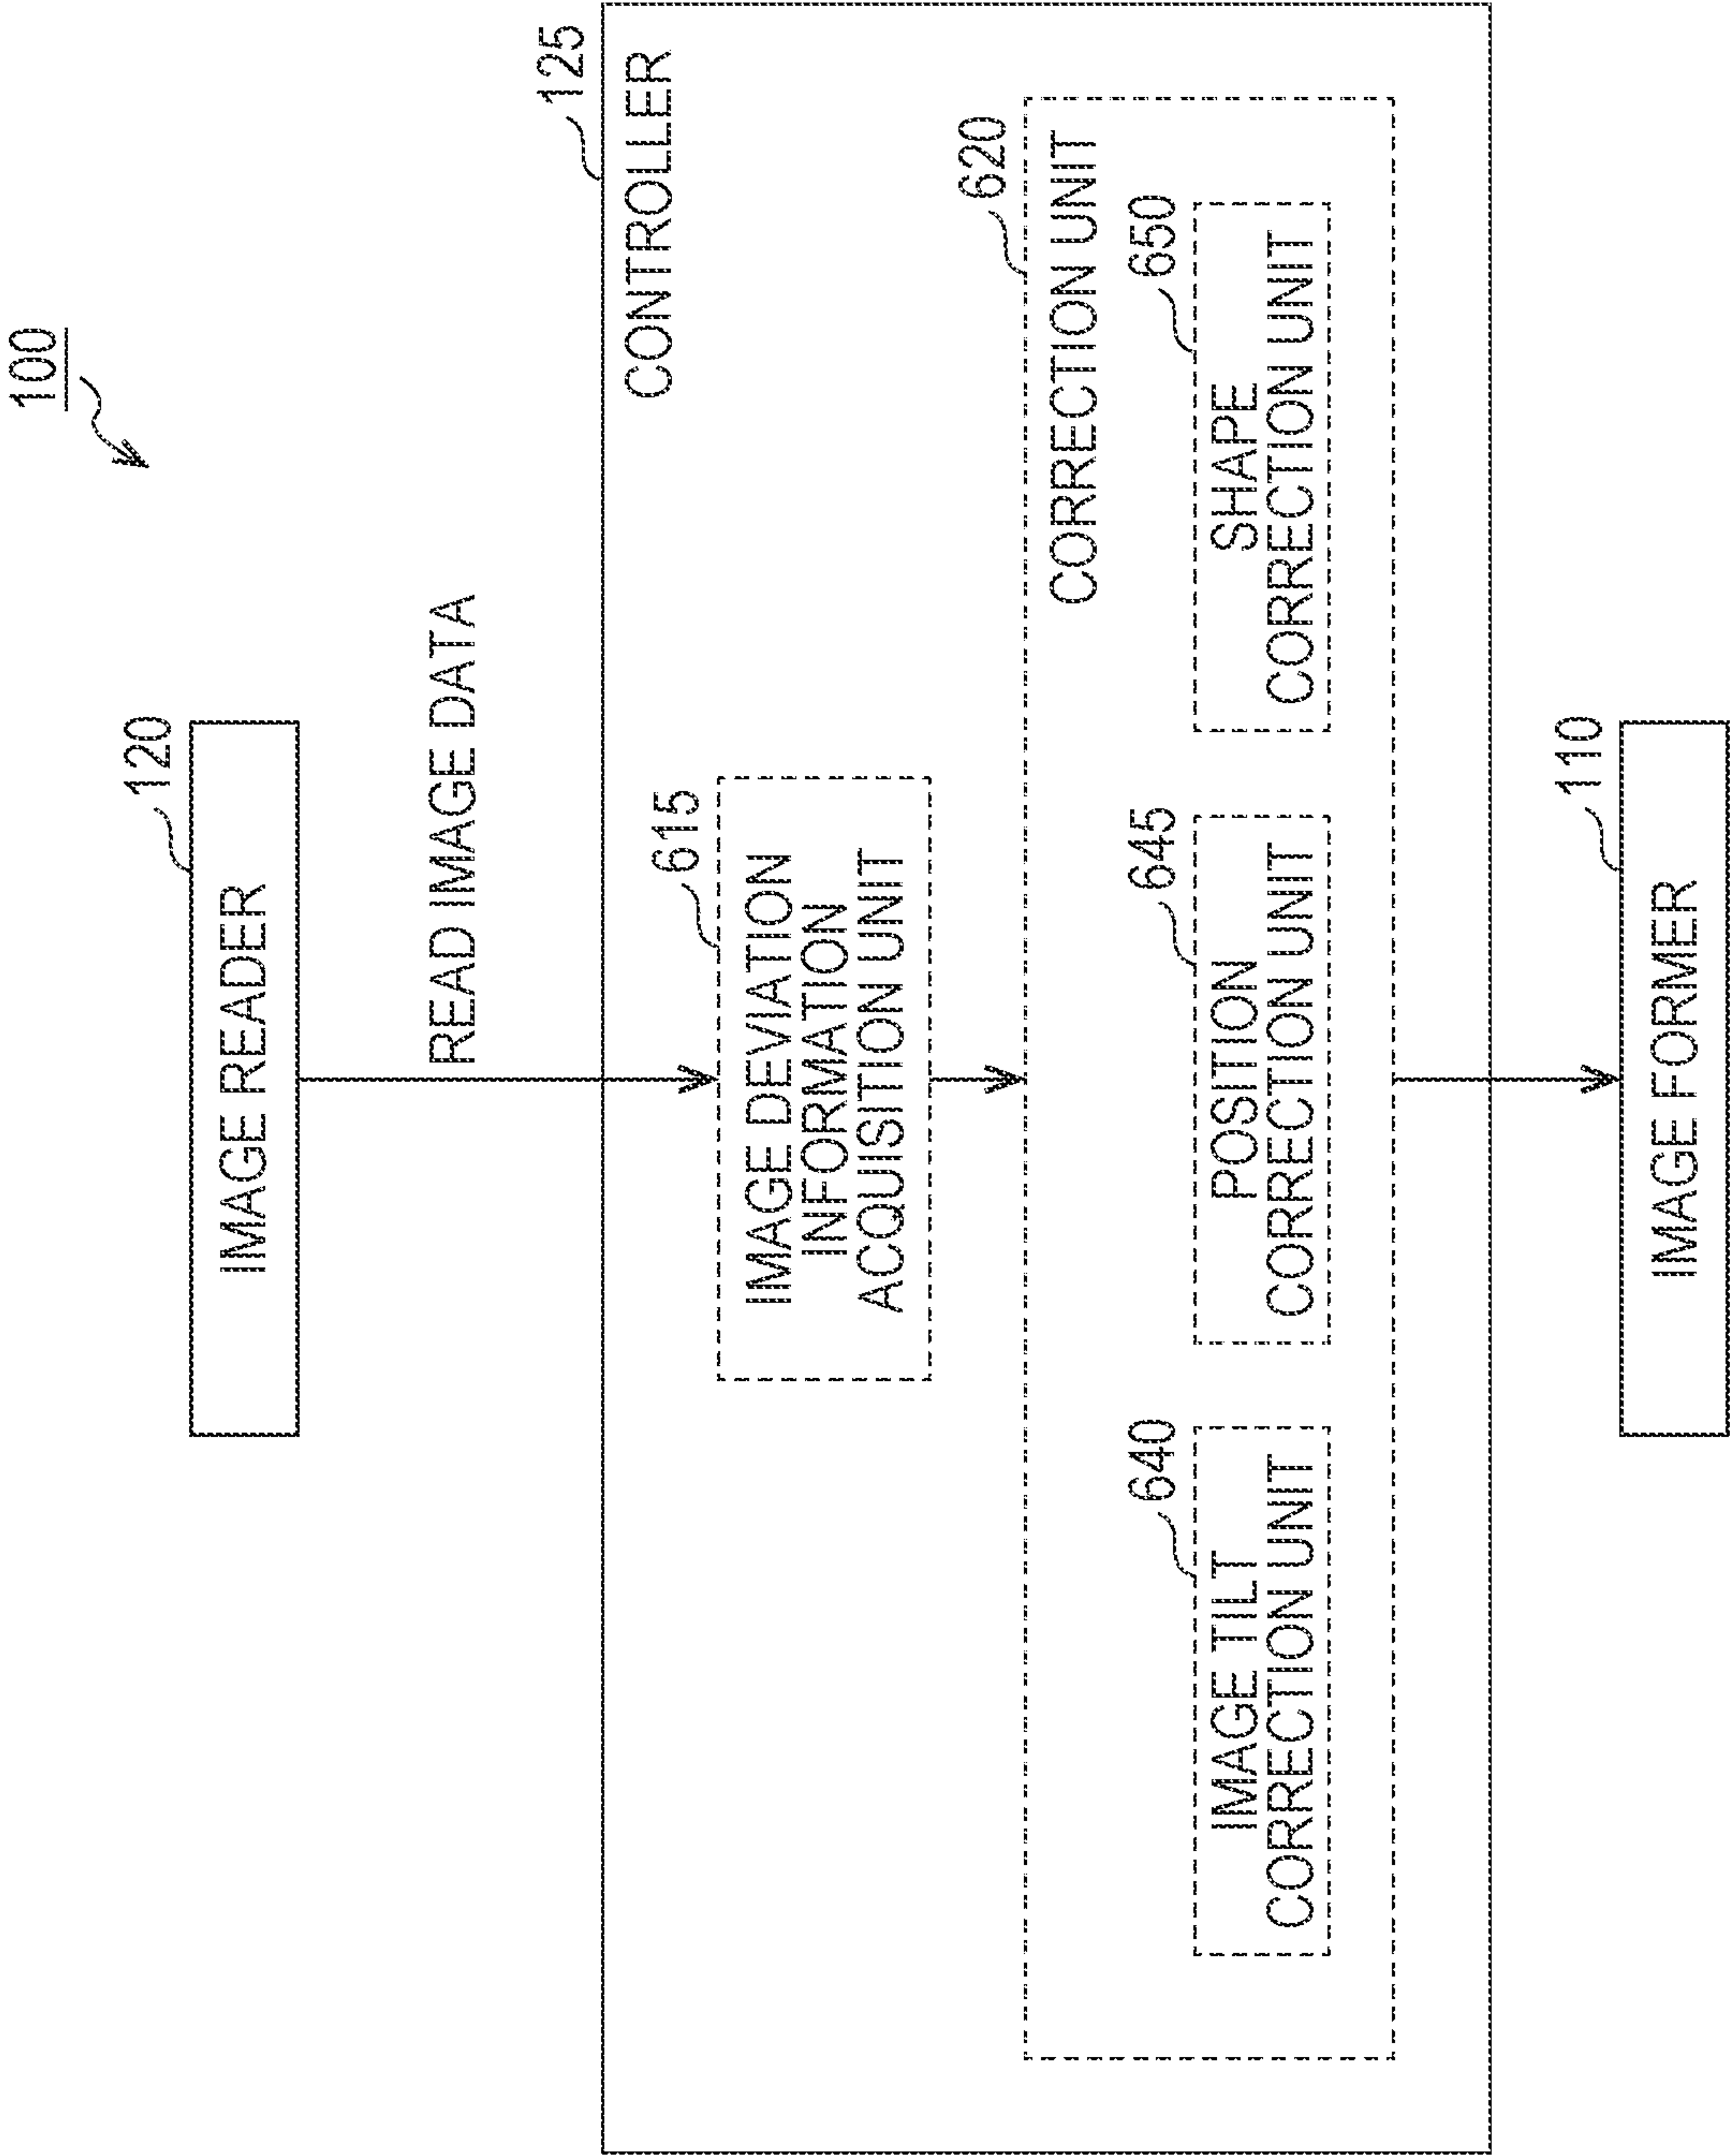 100
120
IMAGE READER
READ IMAGE DATA
125
CONTROLLER
615
IMAGE DEVIATION
INFORMATION
ACQUISITION UNIT
620
CORRECTION UNIT
640
IMAGE TILT
CORRECTION UNIT
645
POSITION
CORRECTION UNIT
650
SHAPE
CORRECTION UNIT
110
IMAGE FORMER